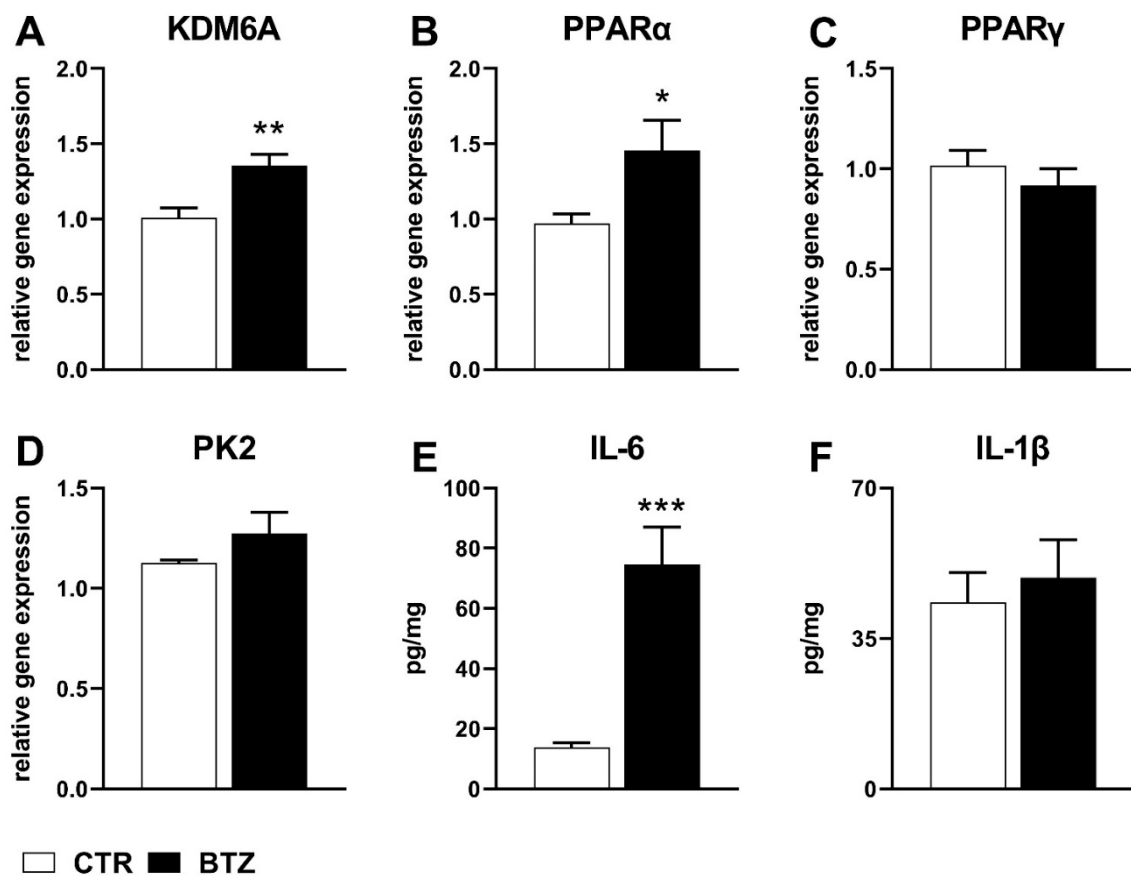 A KDM6A
B PPARα
C PPARγ
relative gene expression
2.0
1.5
1.0
0.5
0.0
**
relative gene expression
2.0
1.5
1.0
0.5
0.0
*
relative gene expression
1.5
1.0
0.5
0.0
D PK2
E IL-6
F IL-1β
relative gene expression
1.5
1.0
0.5
0.0
pg/mg
100
80
60
40
20
0
***
pg/mg
70
35
0
CTR BTZ